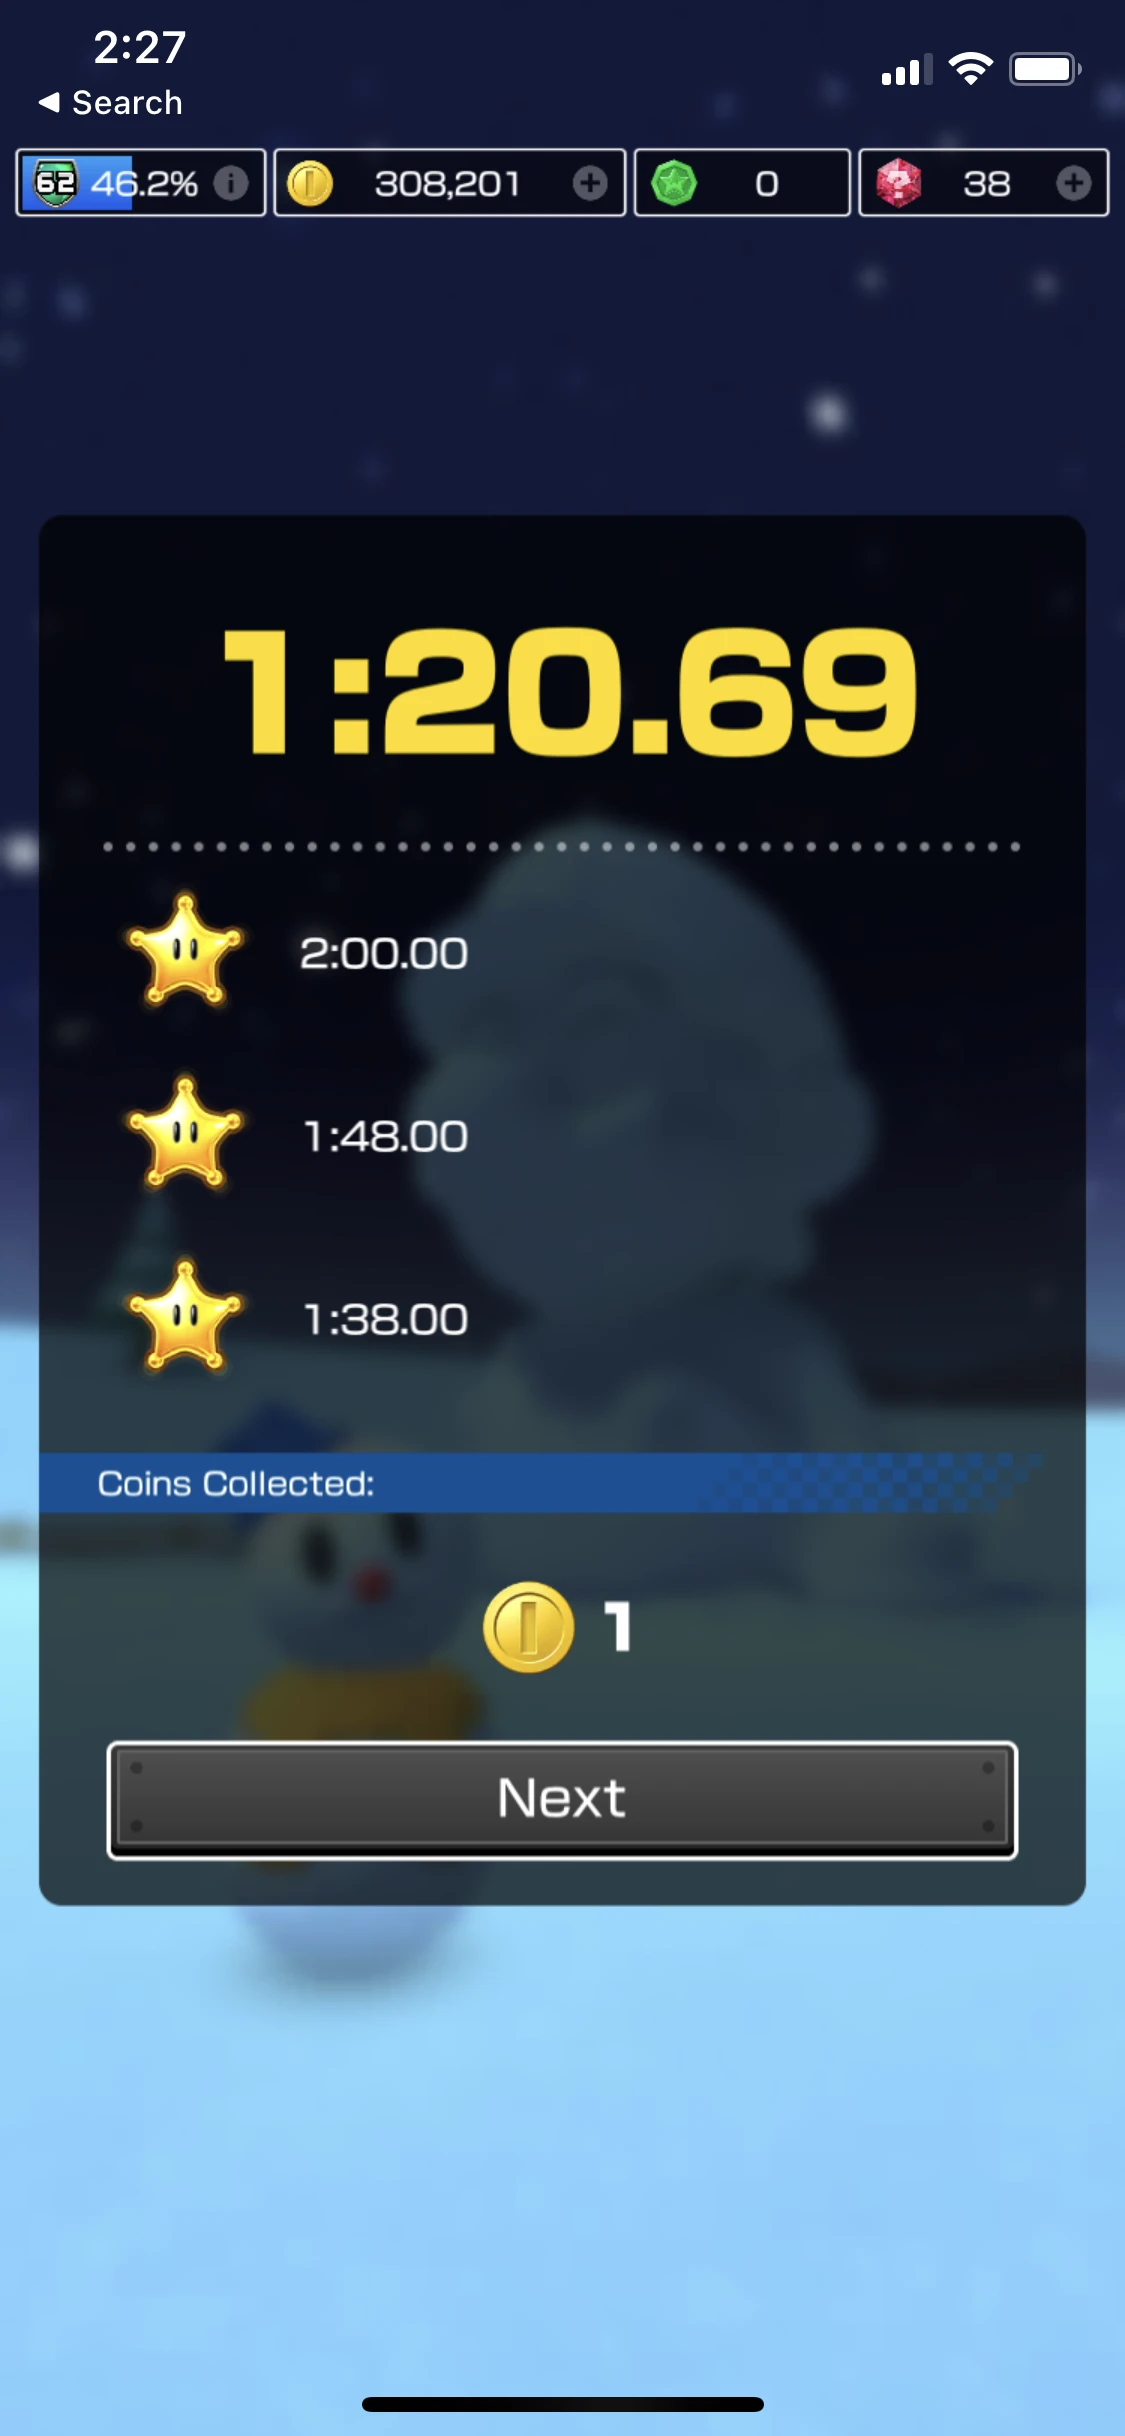 2:27
◀ Search
62 46.2% i 308,201 + 0 38 +
1:20.69
2:00.00
1:48.00
1:38.00
Coins Collected:
1
Next